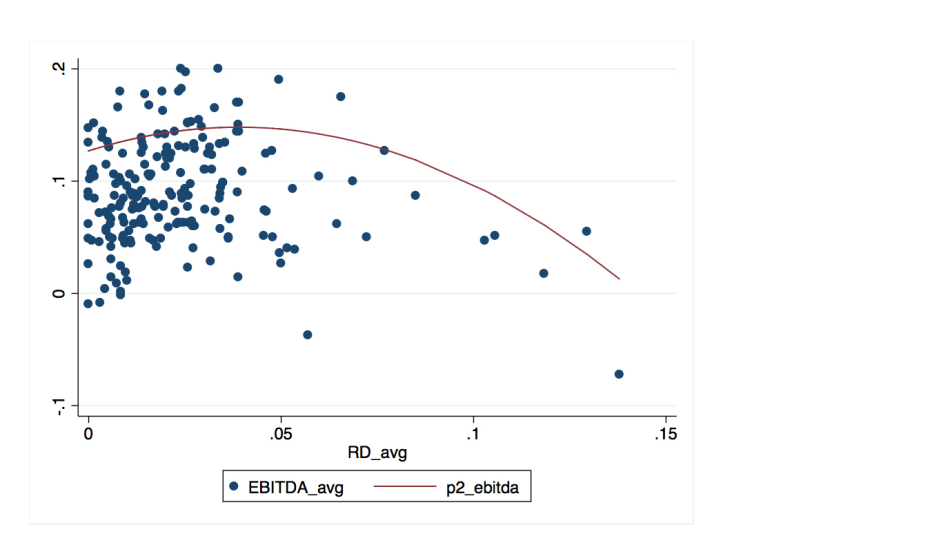 .2
.1
0
-.1
0 .05 .1 .15
RD_avg
EBITDA_avg p2_ebitda